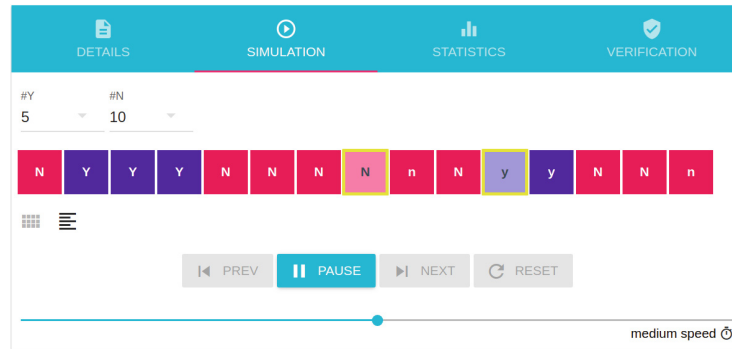 DETAILS SIMULATION STATISTICS VERIFICATION
#Y #N
5 10
N Y Y Y N N N N n N y y N N n
PREV PAUSE NEXT RESET
medium speed